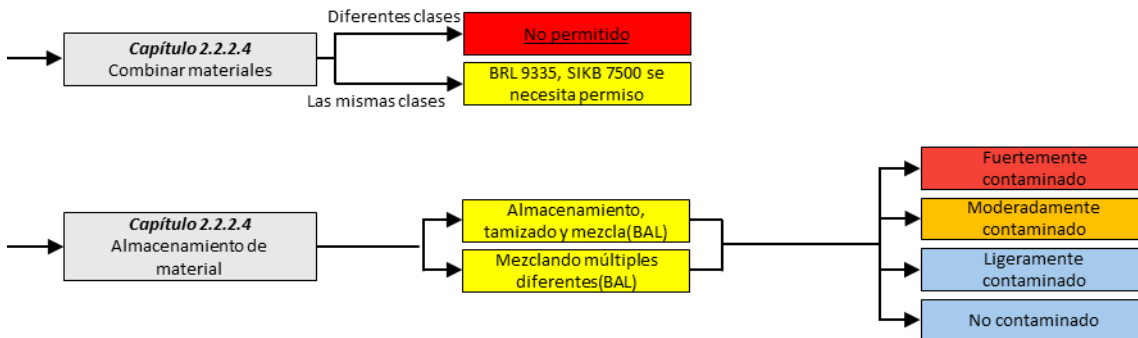 Diferentes clases
No permitido
Capítulo 2.2.2.4
Combinar materiales
BRL 9335, SIKB 7500 se
necesita permiso
Las mismas clases
Fuertemente
contaminado
Capítulo 2.2.2.4
Almacenamiento de
material
Almacenamiento,
tamizado y mezcla(BAL)
Mezclando múltiples
diferentes(BAL)
Moderadamente
contaminado
Ligeramente
contaminado
No contaminado